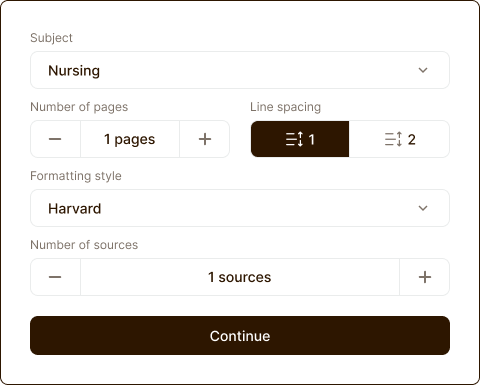 Subject
Nursing
Number of pages
Line spacing
1 pages
1
2
Formatting style
Harvard
Number of sources
1 sources
Continue